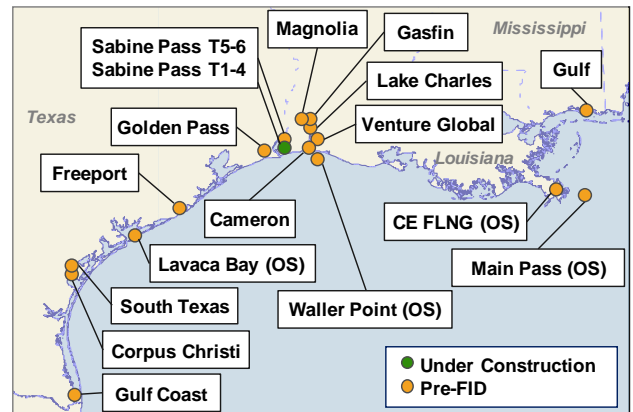 Magnolia
Gasfin
Mississippi
Sabine Pass T5-6
Sabine Pass T1-4
Lake Charles
Gulf
Texas
Golden Pass
Venture Global
Louisiana
Freeport
Cameron
CE FLNG (OS)
Lavaca Bay (OS)
Main Pass (OS)
South Texas
Waller Point (OS)
Corpus Christi
Under Construction
Pre-FID
Gulf Coast